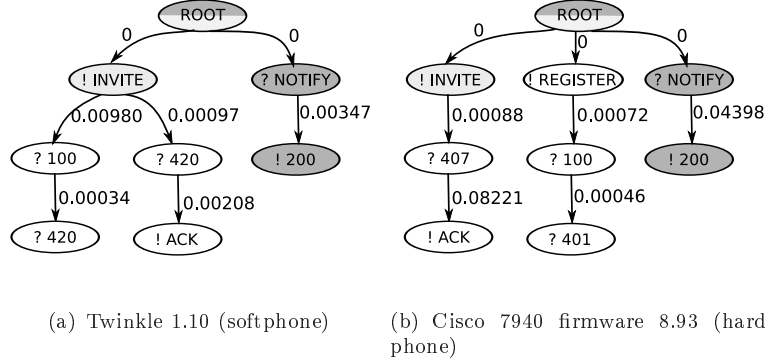 ROOT
0
0
! INVITE
? NOTIFY
0.00980
0.00097
0.00347
? 100
? 420
! 200
0.00034
0.00208
? 420
! ACK
(a) Twinkle 1.10 (softphone)
ROOT
0
0
0
! INVITE
! REGISTER
? NOTIFY
0.00088
0.00072
0.04398
? 407
? 100
! 200
0.08221
0.00046
! ACK
? 401
(b) Cisco 7940 firmware 8.93 (hard
phone)